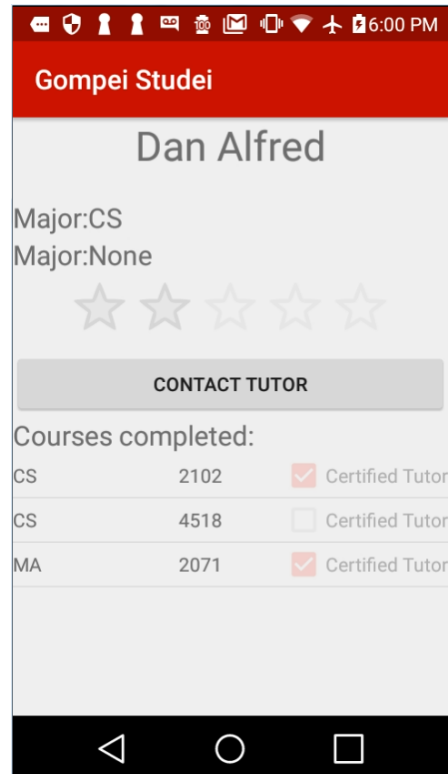 100 6:00 PM
Gompei Studei
Dan Alfred
Major:CS
Major:None
CONTACT TUTOR
Courses completed:
CS 2102 Certified Tutor
CS 4518 Certified Tutor
MA 2071 Certified Tutor